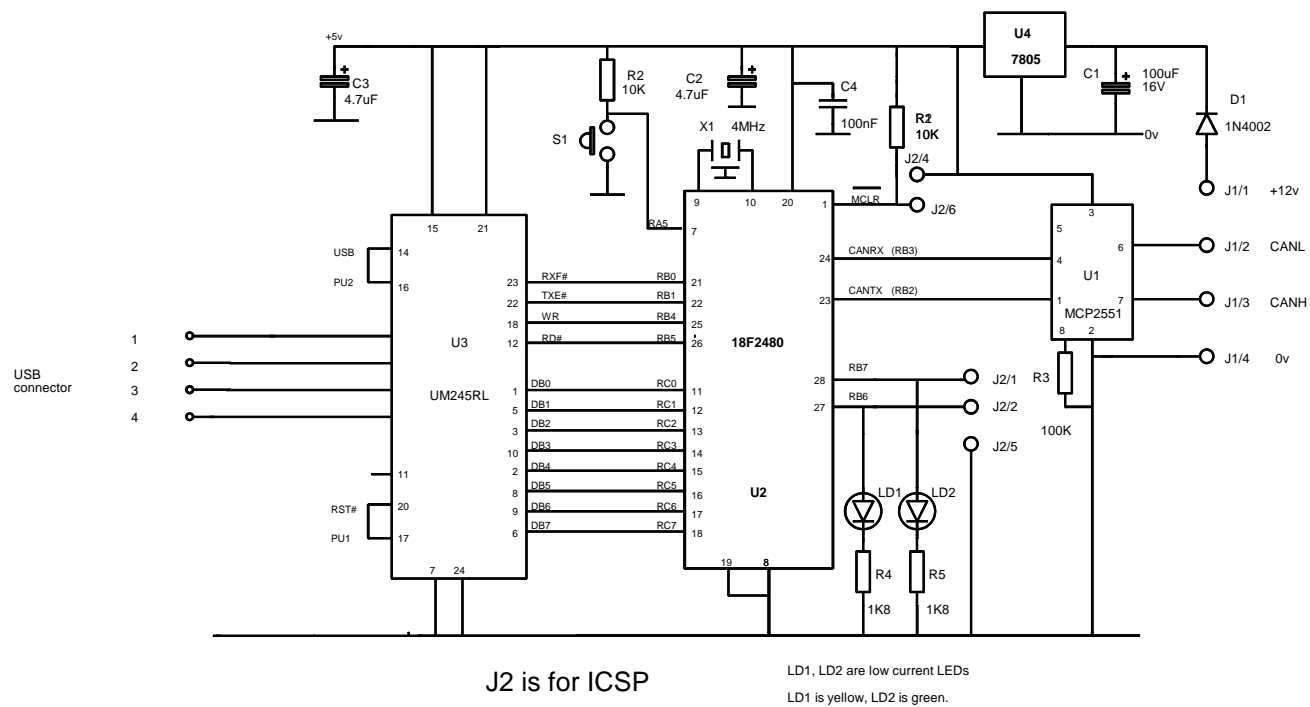 +5v
C3
4.7uF
R2
10K
S1
C2
4.7uF
X1 4MHz
C4
100nF
10K
U4
7805
C1
100uF
16V
0v
D1
1N4002
J2/4
J2/6
J1/1 +12v
J1/2 CANL
J1/3 CANH
J1/4 0v
15
21
14
16
USB
PU2
U3
UM245RL
23
22
18
12
1
5
3
10
2
8
9
6
RXF#
TXE#
WR
RD#
DB0
DB1
DB2
DB3
DB4
DB5
DB6
DB7
RA5
RB0
RB1
RB4
RB5
RC0
RC1
RC2
RC3
RC4
RC5
RC6
RC7
11
20
17
RST#
PU1
7
24
USB
connector
1
2
3
4
9
10
20
1
7
21
22
25
26
11
12
13
14
15
16
17
18
18F2480
U2
24
23
28
27
19
8
MCLR
CANRX (RB3)
CANTX (RB2)
RB7
RB6
3
5
4
1
6
7
8
2
U1
MCP2551
R3
100K
J2/1
J2/2
J2/5
LD1
LD2
R4
1K8
R5
1K8
J2 is for ICSP
LD1, LD2 are low current LEDs
LD1 is yellow, LD2 is green.